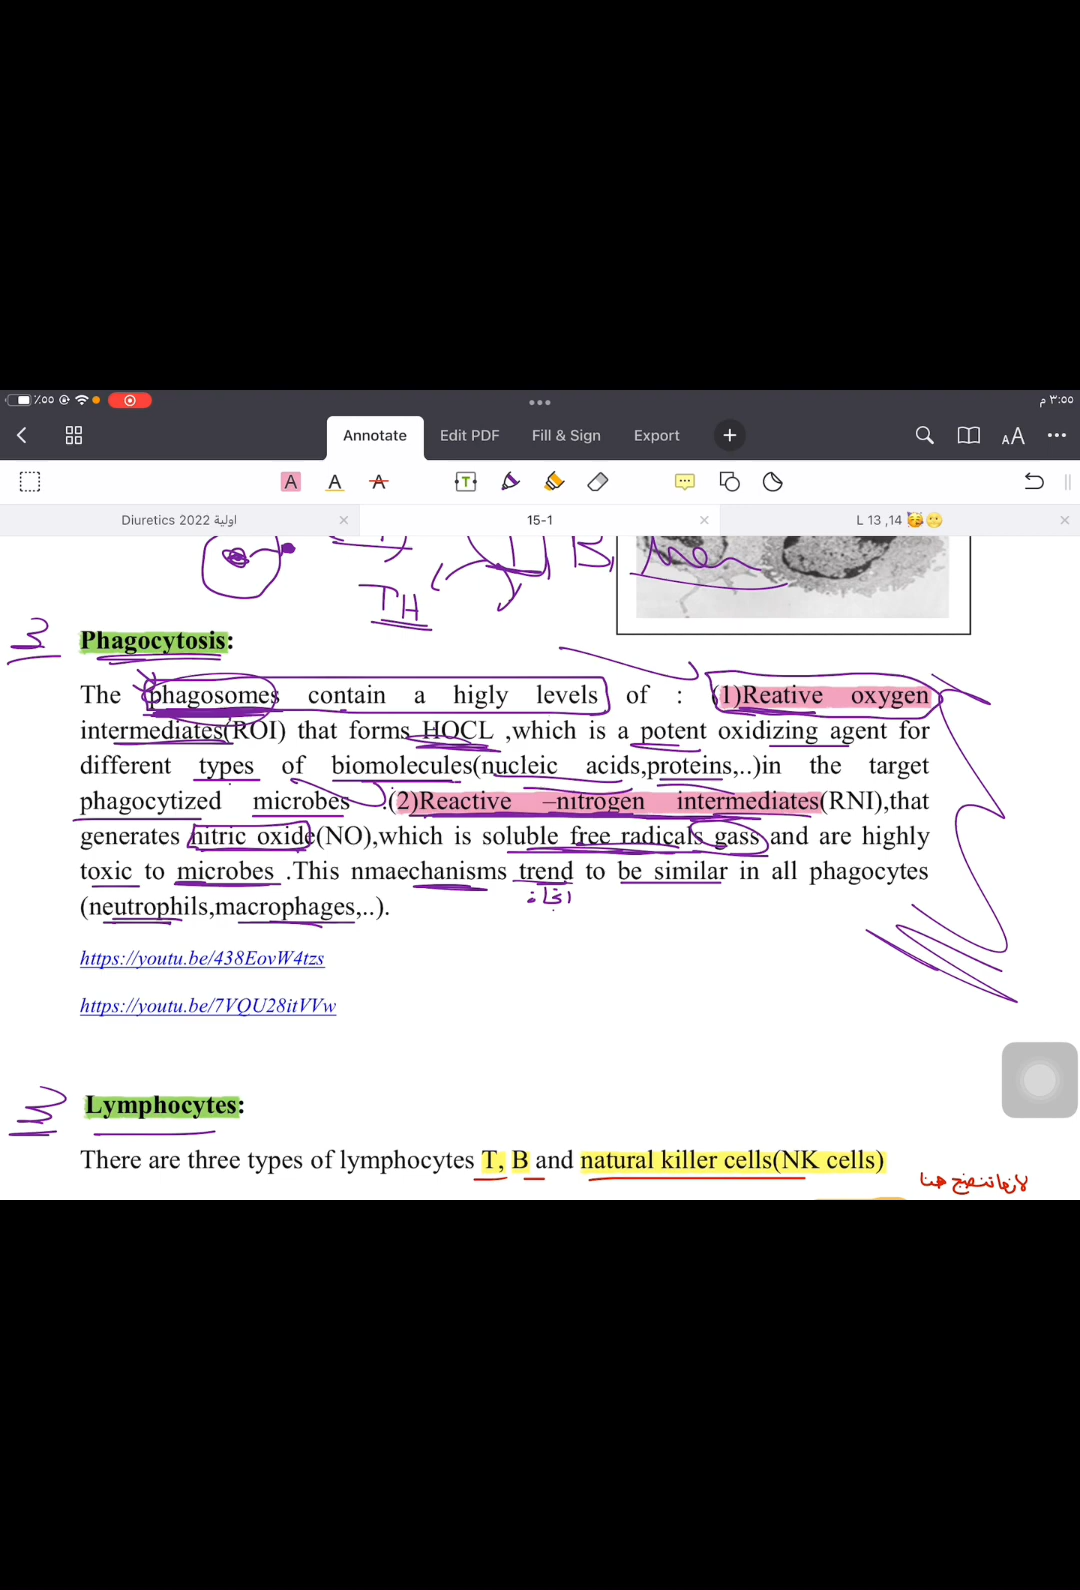 ٪٥٥
٣:٥٥ م
Annotate Edit PDF Fill & Sign Export
Diuretics 2022 اولية
15-1
L 13 ,14 🥳🫠
TH
3 Phagocytosis:
The phagosomes contain a higly levels of : (1)Reative oxygen
intermediates(ROI) that forms HOCL ,which is a potent oxidizing agent for
different types of biomolecules(nucleic acids,proteins,..)in the target
phagocytized microbes .(2)Reactive –nitrogen intermediates(RNI),that
generates nitric oxide(NO),which is soluble free radicals gass and are highly
toxic to microbes .This nmaechanisms trend to be similar in all phagocytes
(neutrophils,macrophages,..).
https://youtu.be/438EovW4tzs
https://youtu.be/7VQU28itVVw
Lymphocytes:
There are three types of lymphocytes T, B and natural killer cells(NK cells)
لانها تنضج هنا